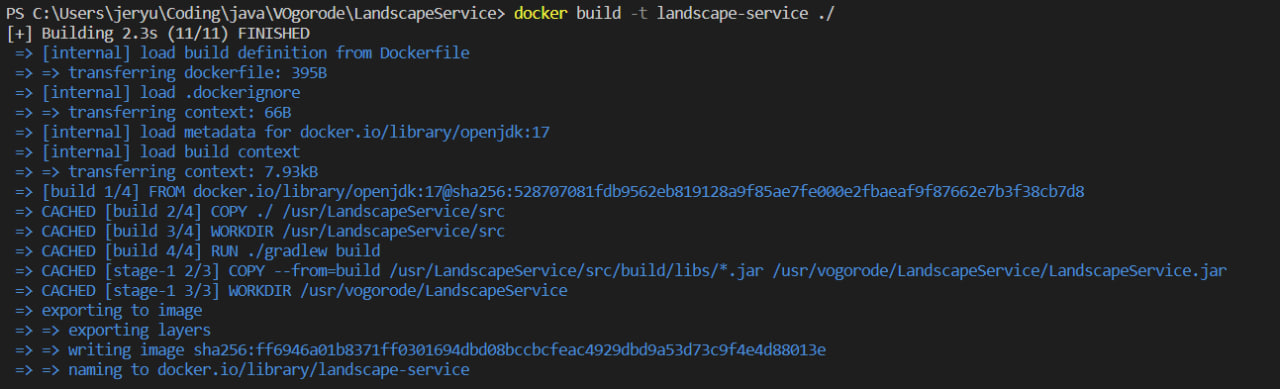 PS C:\Users\jeryu\Coding\java\VOgorode\LandscapeService> docker build -t landscape-service ./
[+] Building 2.3s (11/11) FINISHED
=> [internal] load build definition from Dockerfile
=> => transferring dockerfile: 395B
=> [internal] load .dockerignore
=> => transferring context: 66B
=> [internal] load metadata for docker.io/library/openjdk:17
=> [internal] load build context
=> => transferring context: 7.93kB
=> [build 1/4] FROM docker.io/library/openjdk:17@sha256:528707081fdb9562eb819128a9f85ae7fe000e2fbaeaf9f87662e7b3f38cb7d8
=> CACHED [build 2/4] COPY ./ /usr/LandscapeService/src
=> CACHED [build 3/4] WORKDIR /usr/LandscapeService/src
=> CACHED [build 4/4] RUN ./gradlew build
=> CACHED [stage-1 2/3] COPY --from=build /usr/LandscapeService/src/build/libs/*.jar /usr/vogorode/LandscapeService/LandscapeService.jar
=> CACHED [stage-1 3/3] WORKDIR /usr/vogorode/LandscapeService
=> exporting to image
=> => exporting layers
=> => writing image sha256:ff6946a01b8371ff0301694dbd08bccbcfeac4929dbd9a53d73c9f4e4d88013e
=> => naming to docker.io/library/landscape-service